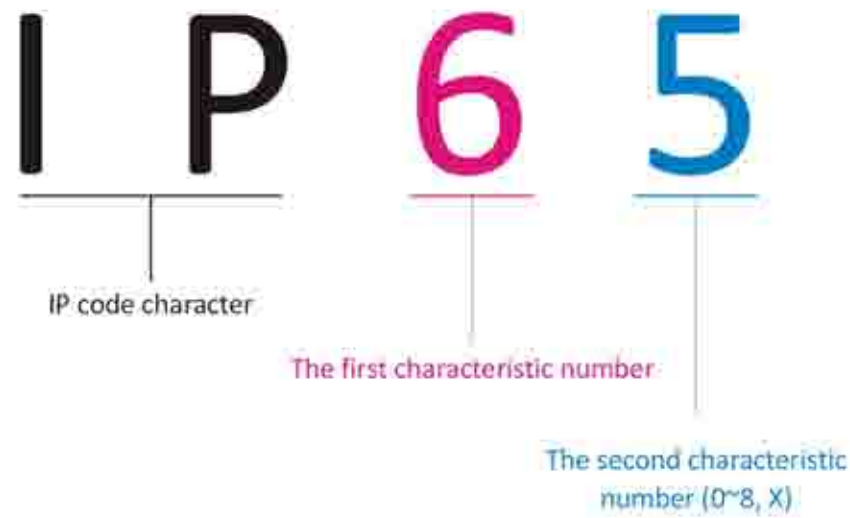 I P 6 5
IP code character
The first characteristic number
The second characteristic
number (0~8, X)